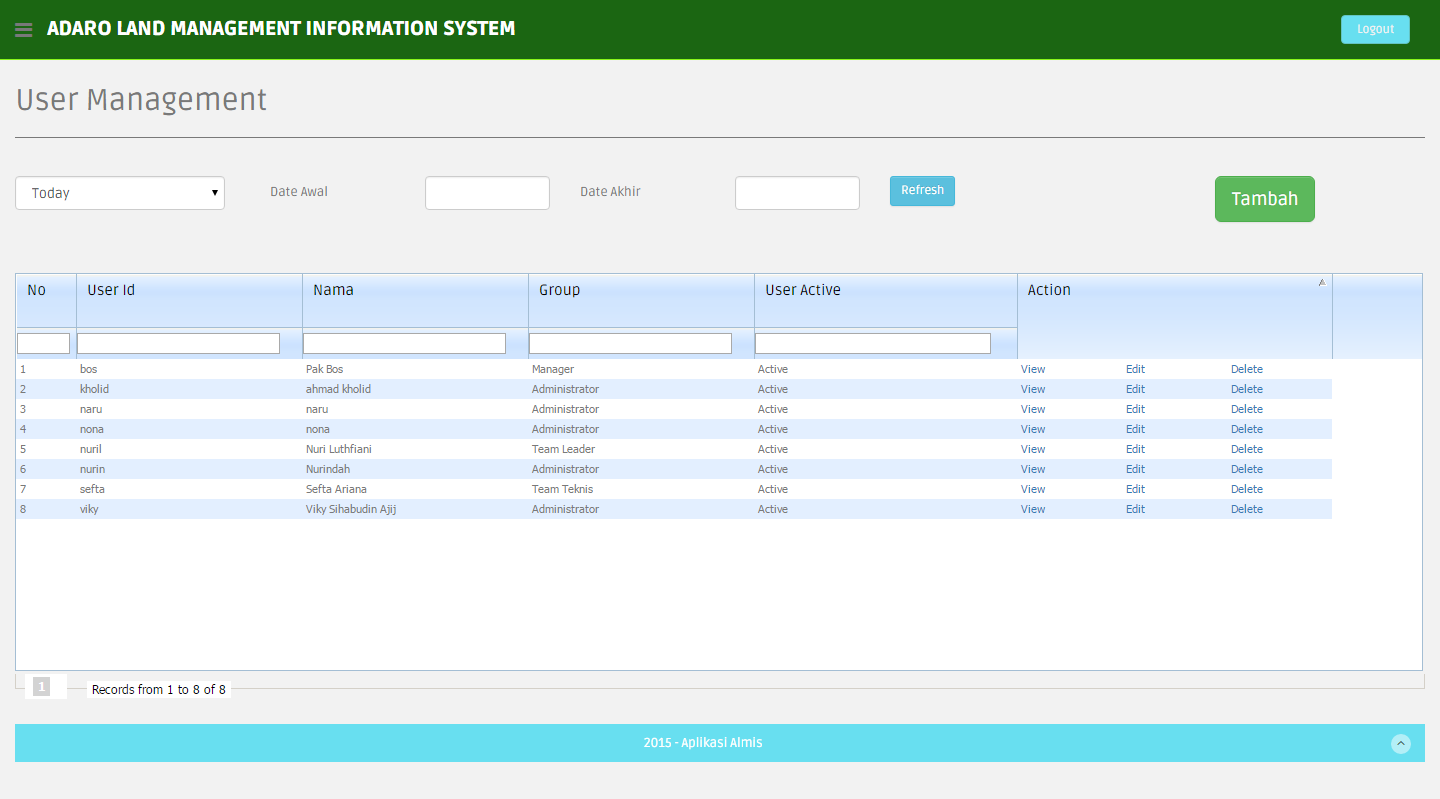 ADARO LAND MANAGEMENT INFORMATION SYSTEM Logout
User Management
Today Date Awal Date Akhir Refresh Tambah
No User Id Nama Group User Active Action
1 bos Pak Bos Manager Active View Edit Delete
2 kholid ahmad kholid Administrator Active View Edit Delete
3 naru naru Administrator Active View Edit Delete
4 nona nona Administrator Active View Edit Delete
5 nuril Nuri Luthfiani Team Leader Active View Edit Delete
6 nurin Nurindah Administrator Active View Edit Delete
7 sefta Sefta Ariana Team Teknis Active View Edit Delete
8 viky Viky Sihabudin Ajij Administrator Active View Edit Delete
1 Records from 1 to 8 of 8
2015 - Aplikasi Almis